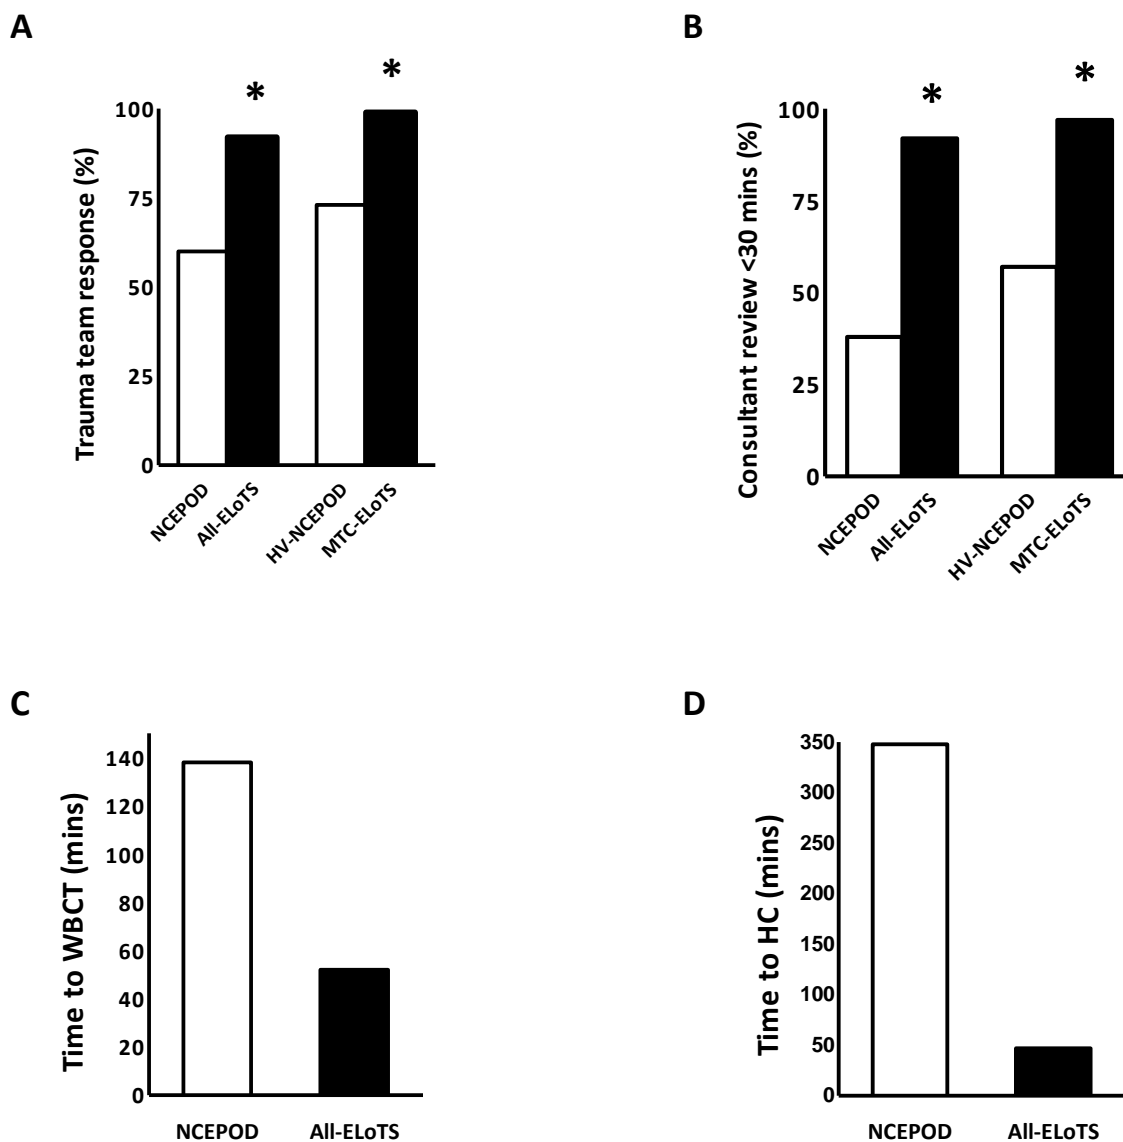 A
Trauma team response (%)
100
75
50
25
0
*
*
NCEPOD
All-ELoTS
HV-NCEPOD
MTC-ELoTS
B
Consultant review <30 mins (%)
100
75
50
25
0
*
*
NCEPOD
All-ELoTS
HV-NCEPOD
MTC-ELoTS
C
Time to WBCT (mins)
140
120
100
80
60
40
20
0
NCEPOD
All-ELoTS
D
Time to HC (mins)
350
300
250
200
150
100
50
0
NCEPOD
All-ELoTS